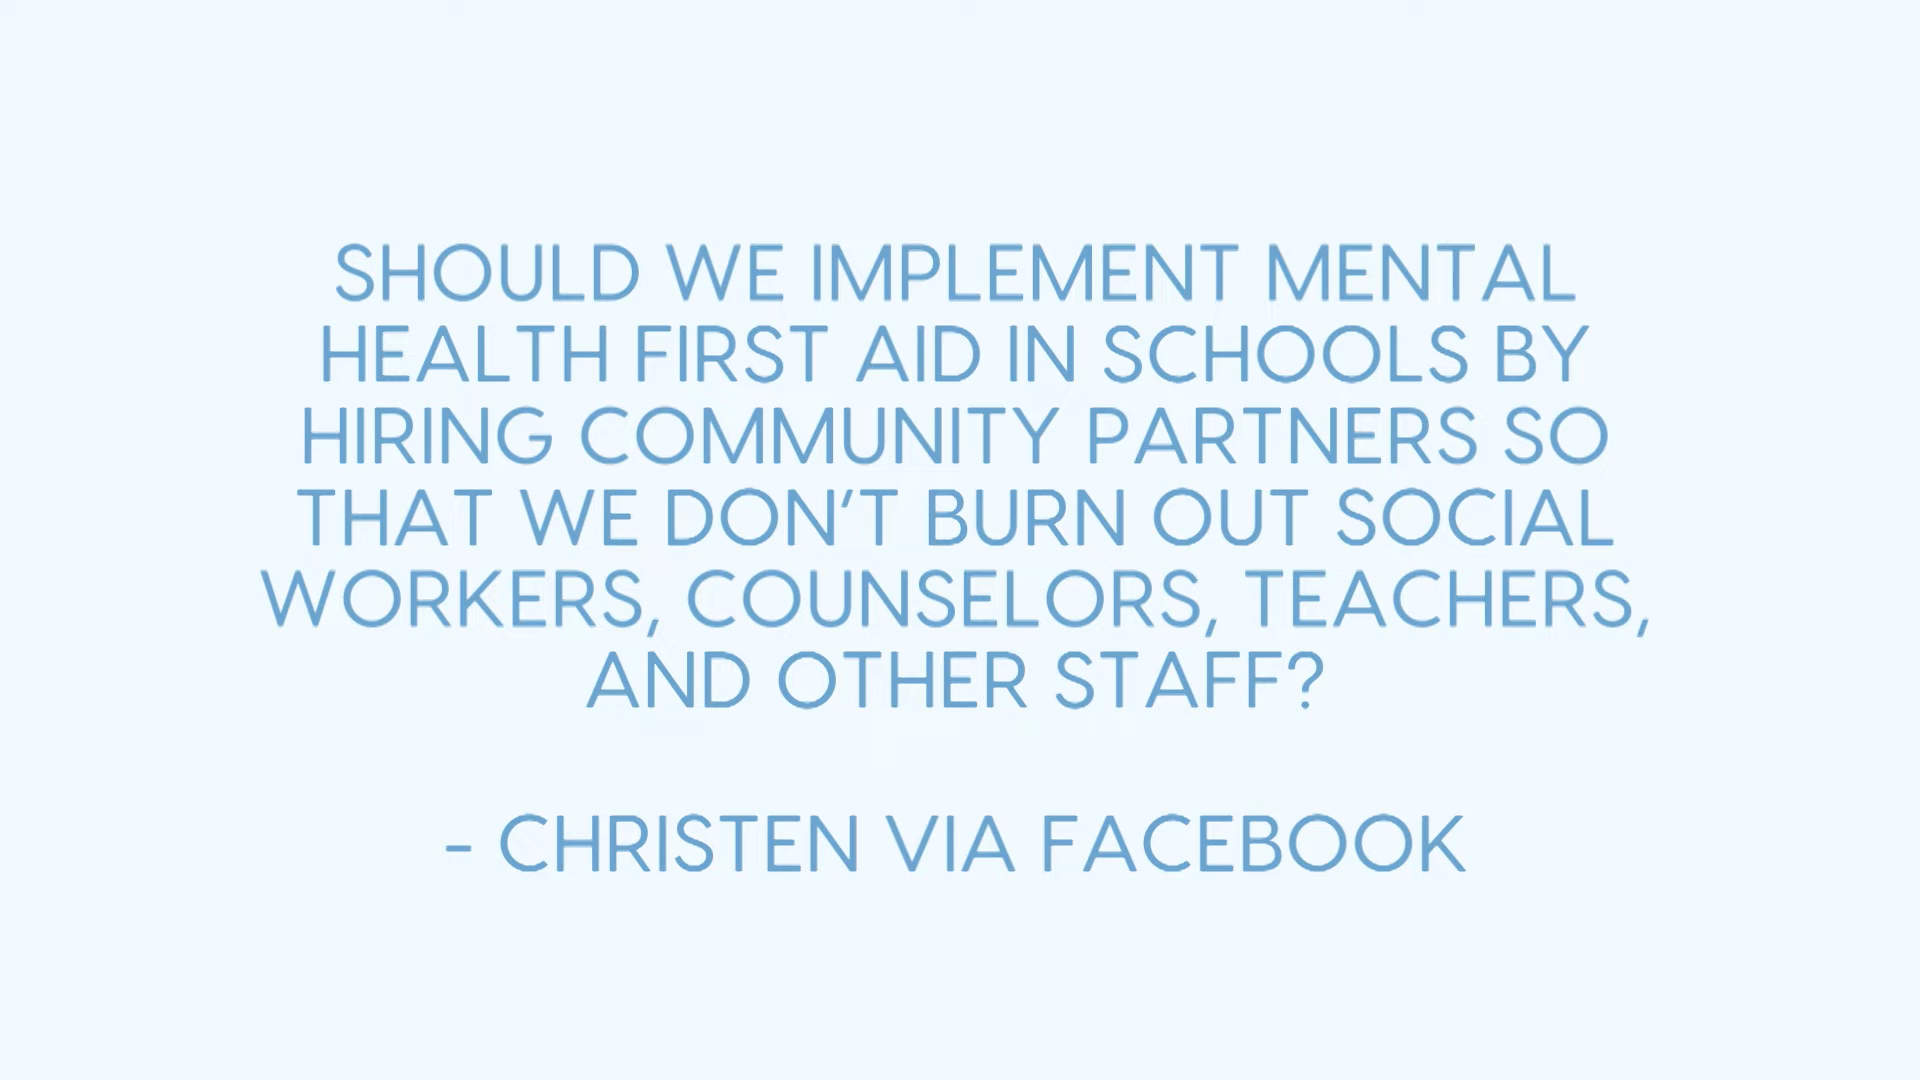 SHOULD WE IMPLEMENT MENTAL
HEALTH FIRST AID IN SCHOOLS BY
HIRING COMMUNITY PARTNERS SO
THAT WE DON’T BURN OUT SOCIAL
WORKERS, COUNSELORS, TEACHERS,
AND OTHER STAFF?
- CHRISTEN VIA FACEBOOK